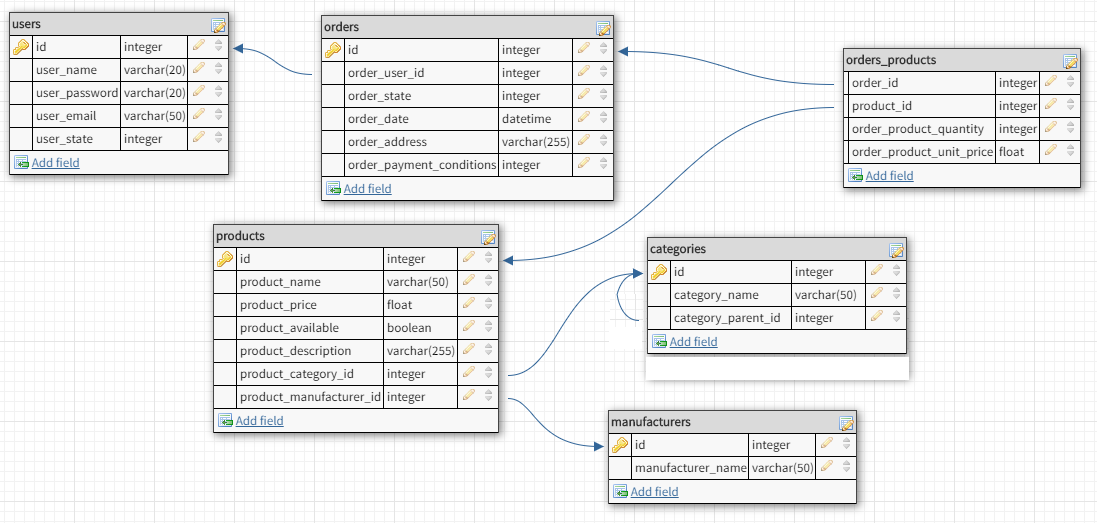 users
id integer
user_name varchar(20)
user_password varchar(20)
user_email varchar(50)
user_state integer
Add field
orders
id integer
order_user_id integer
order_state integer
order_date datetime
order_address varchar(255)
order_payment_conditions integer
Add field
orders_products
order_id integer
product_id integer
order_product_quantity integer
order_product_unit_price float
Add field
products
id integer
product_name varchar(50)
product_price float
product_available boolean
product_description varchar(255)
product_category_id integer
product_manufacturer_id integer
Add field
categories
id integer
category_name varchar(50)
category_parent_id integer
Add field
manufacturers
id integer
manufacturer_name varchar(50)
Add field